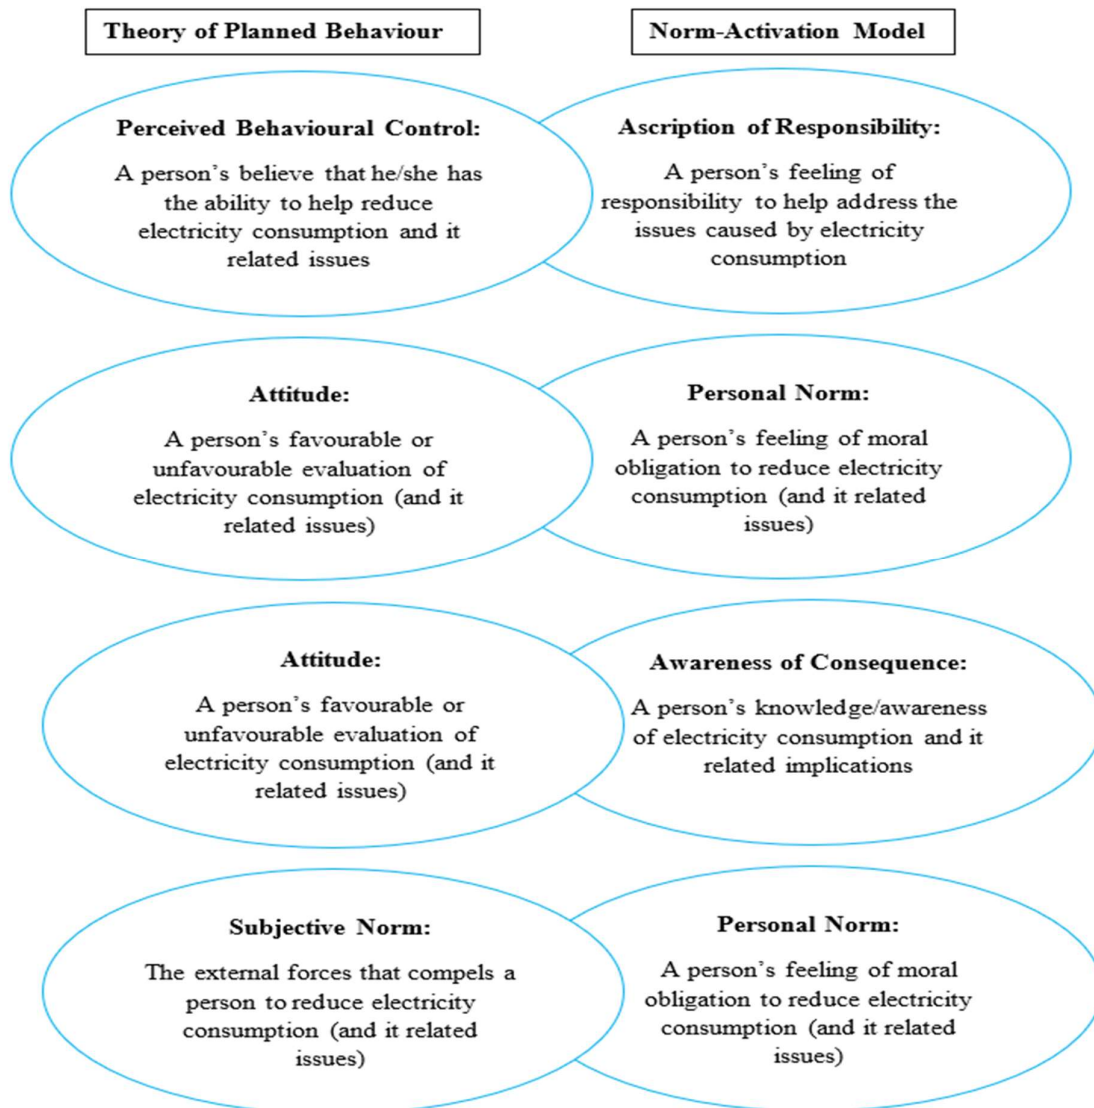 Theory of Planned Behaviour
Norm-Activation Model
Perceived Behavioural Control:
A person's believe that he/she has
the ability to help reduce
electricity consumption and it
related issues
Ascription of Responsibility:
A person's feeling of
responsibility to help address the
issues caused by electricity
consumption
Attitude:
A person's favourable or
unfavourable evaluation of
electricity consumption (and it
related issues)
Personal Norm:
A person's feeling of moral
obligation to reduce electricity
consumption (and it related
issues)
Attitude:
A person's favourable or
unfavourable evaluation of
electricity consumption (and it
related issues)
Awareness of Consequence:
A person's knowledge/awareness
of electricity consumption and it
related implications
Subjective Norm:
The external forces that compels a
person to reduce electricity
consumption (and it related
issues)
Personal Norm:
A person's feeling of moral
obligation to reduce electricity
consumption (and it related
issues)